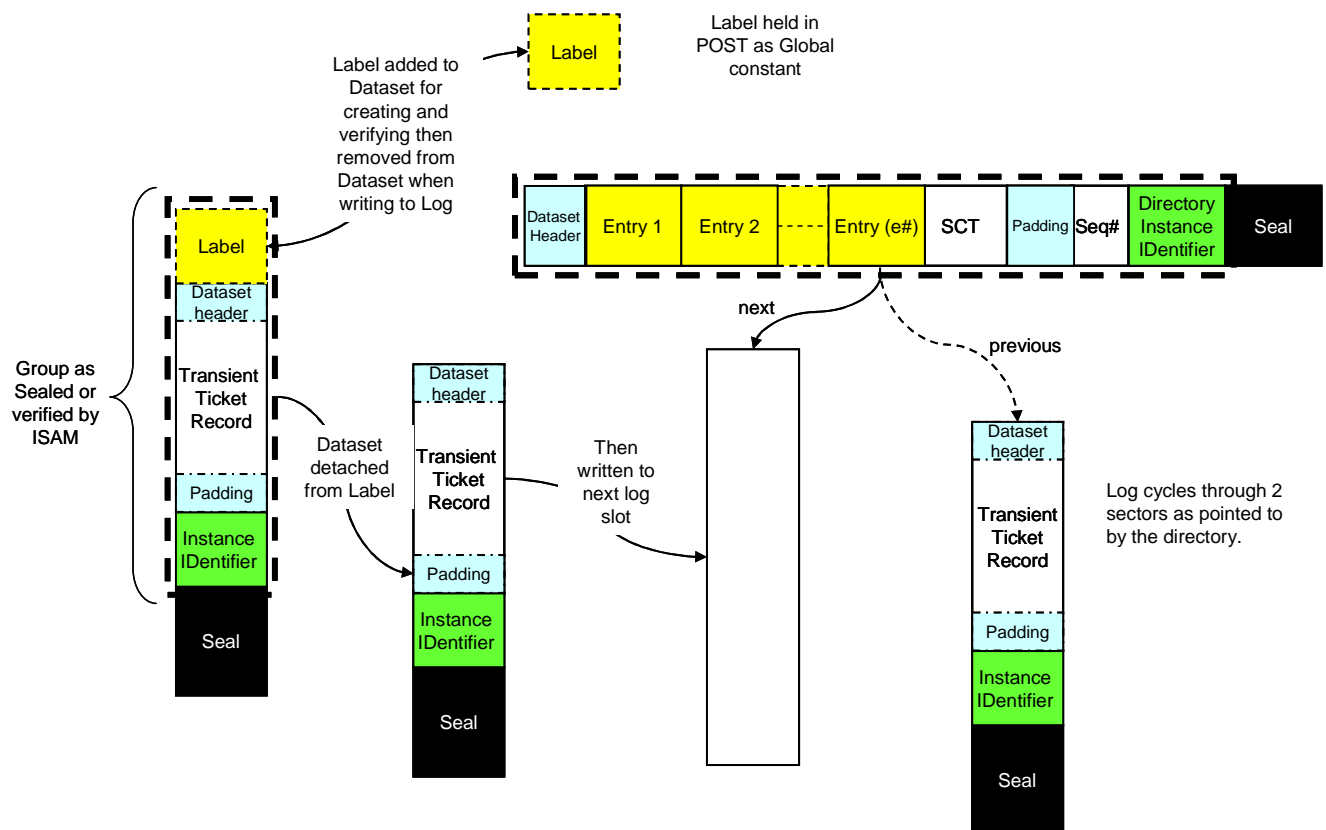 Label
Label held in
POST as Global
constant
Label added to
Dataset for
creating and
verifying then
removed from
Dataset when
writing to Log
Dataset
Header
Entry 1
Entry 2
Entry (e#)
SCT
Padding
Seq#
Directory
Instance
IDentifier
Seal
next
previous
Group as
Sealed or
verified by
ISAM
Label
Dataset
header
Transient
Ticket
Record
Padding
Instance
IDentifier
Seal
Dataset
detached
from Label
Dataset
header
Transient
Ticket
Record
Padding
Instance
IDentifier
Seal
Then
written to
next log
slot
Dataset
header
Transient
Ticket
Record
Padding
Instance
IDentifier
Seal
Log cycles through 2
sectors as pointed to
by the directory.